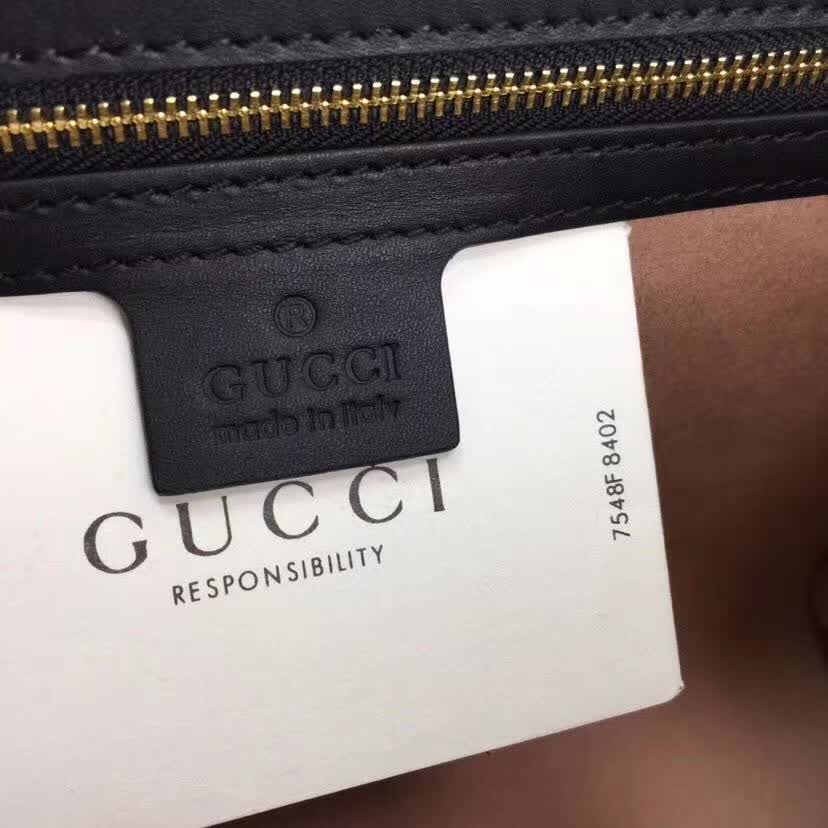 ®
GUCCI
made in Italy
GUCCI
RESPONSIBILITY
7548F 8402